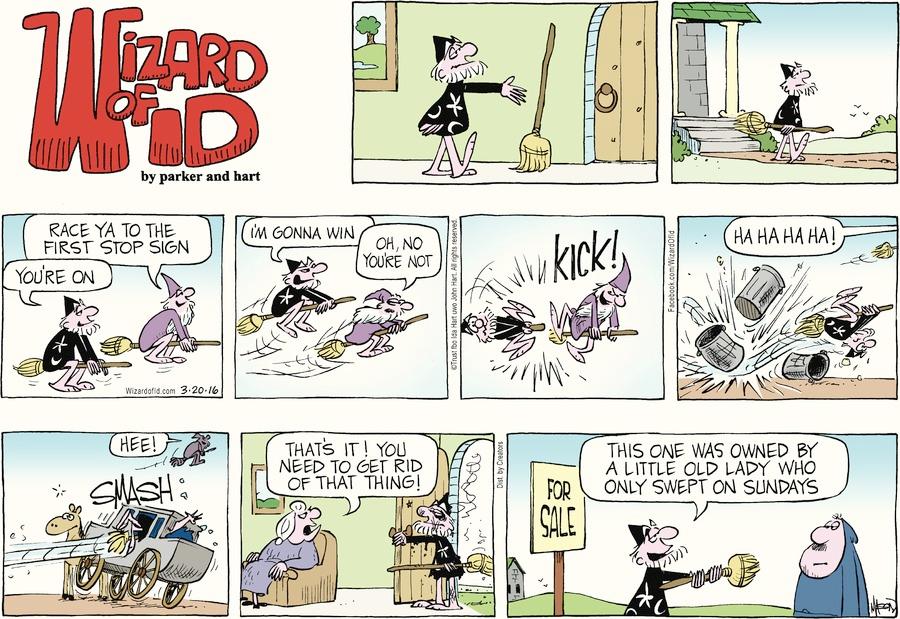 WIZARD
OF ID
by parker and hart
RACE YA TO THE
FIRST STOP SIGN
YOU'RE ON
Wizardofid.com 3-20-16
I'M GONNA WIN
OH, NO
YOU'RE NOT
©Trust fbo Ida Hart uwo John Hart. All rights reserved.
KICK!
Facebook.com/WizardOfId
HA HA HA HA!
HEE!
SMASH
THAT'S IT! YOU
NEED TO GET RID
OF THAT THING!
Dist. by Creators
FOR
SALE
THIS ONE WAS OWNED BY
A LITTLE OLD LADY WHO
ONLY SWEPT ON SUNDAYS